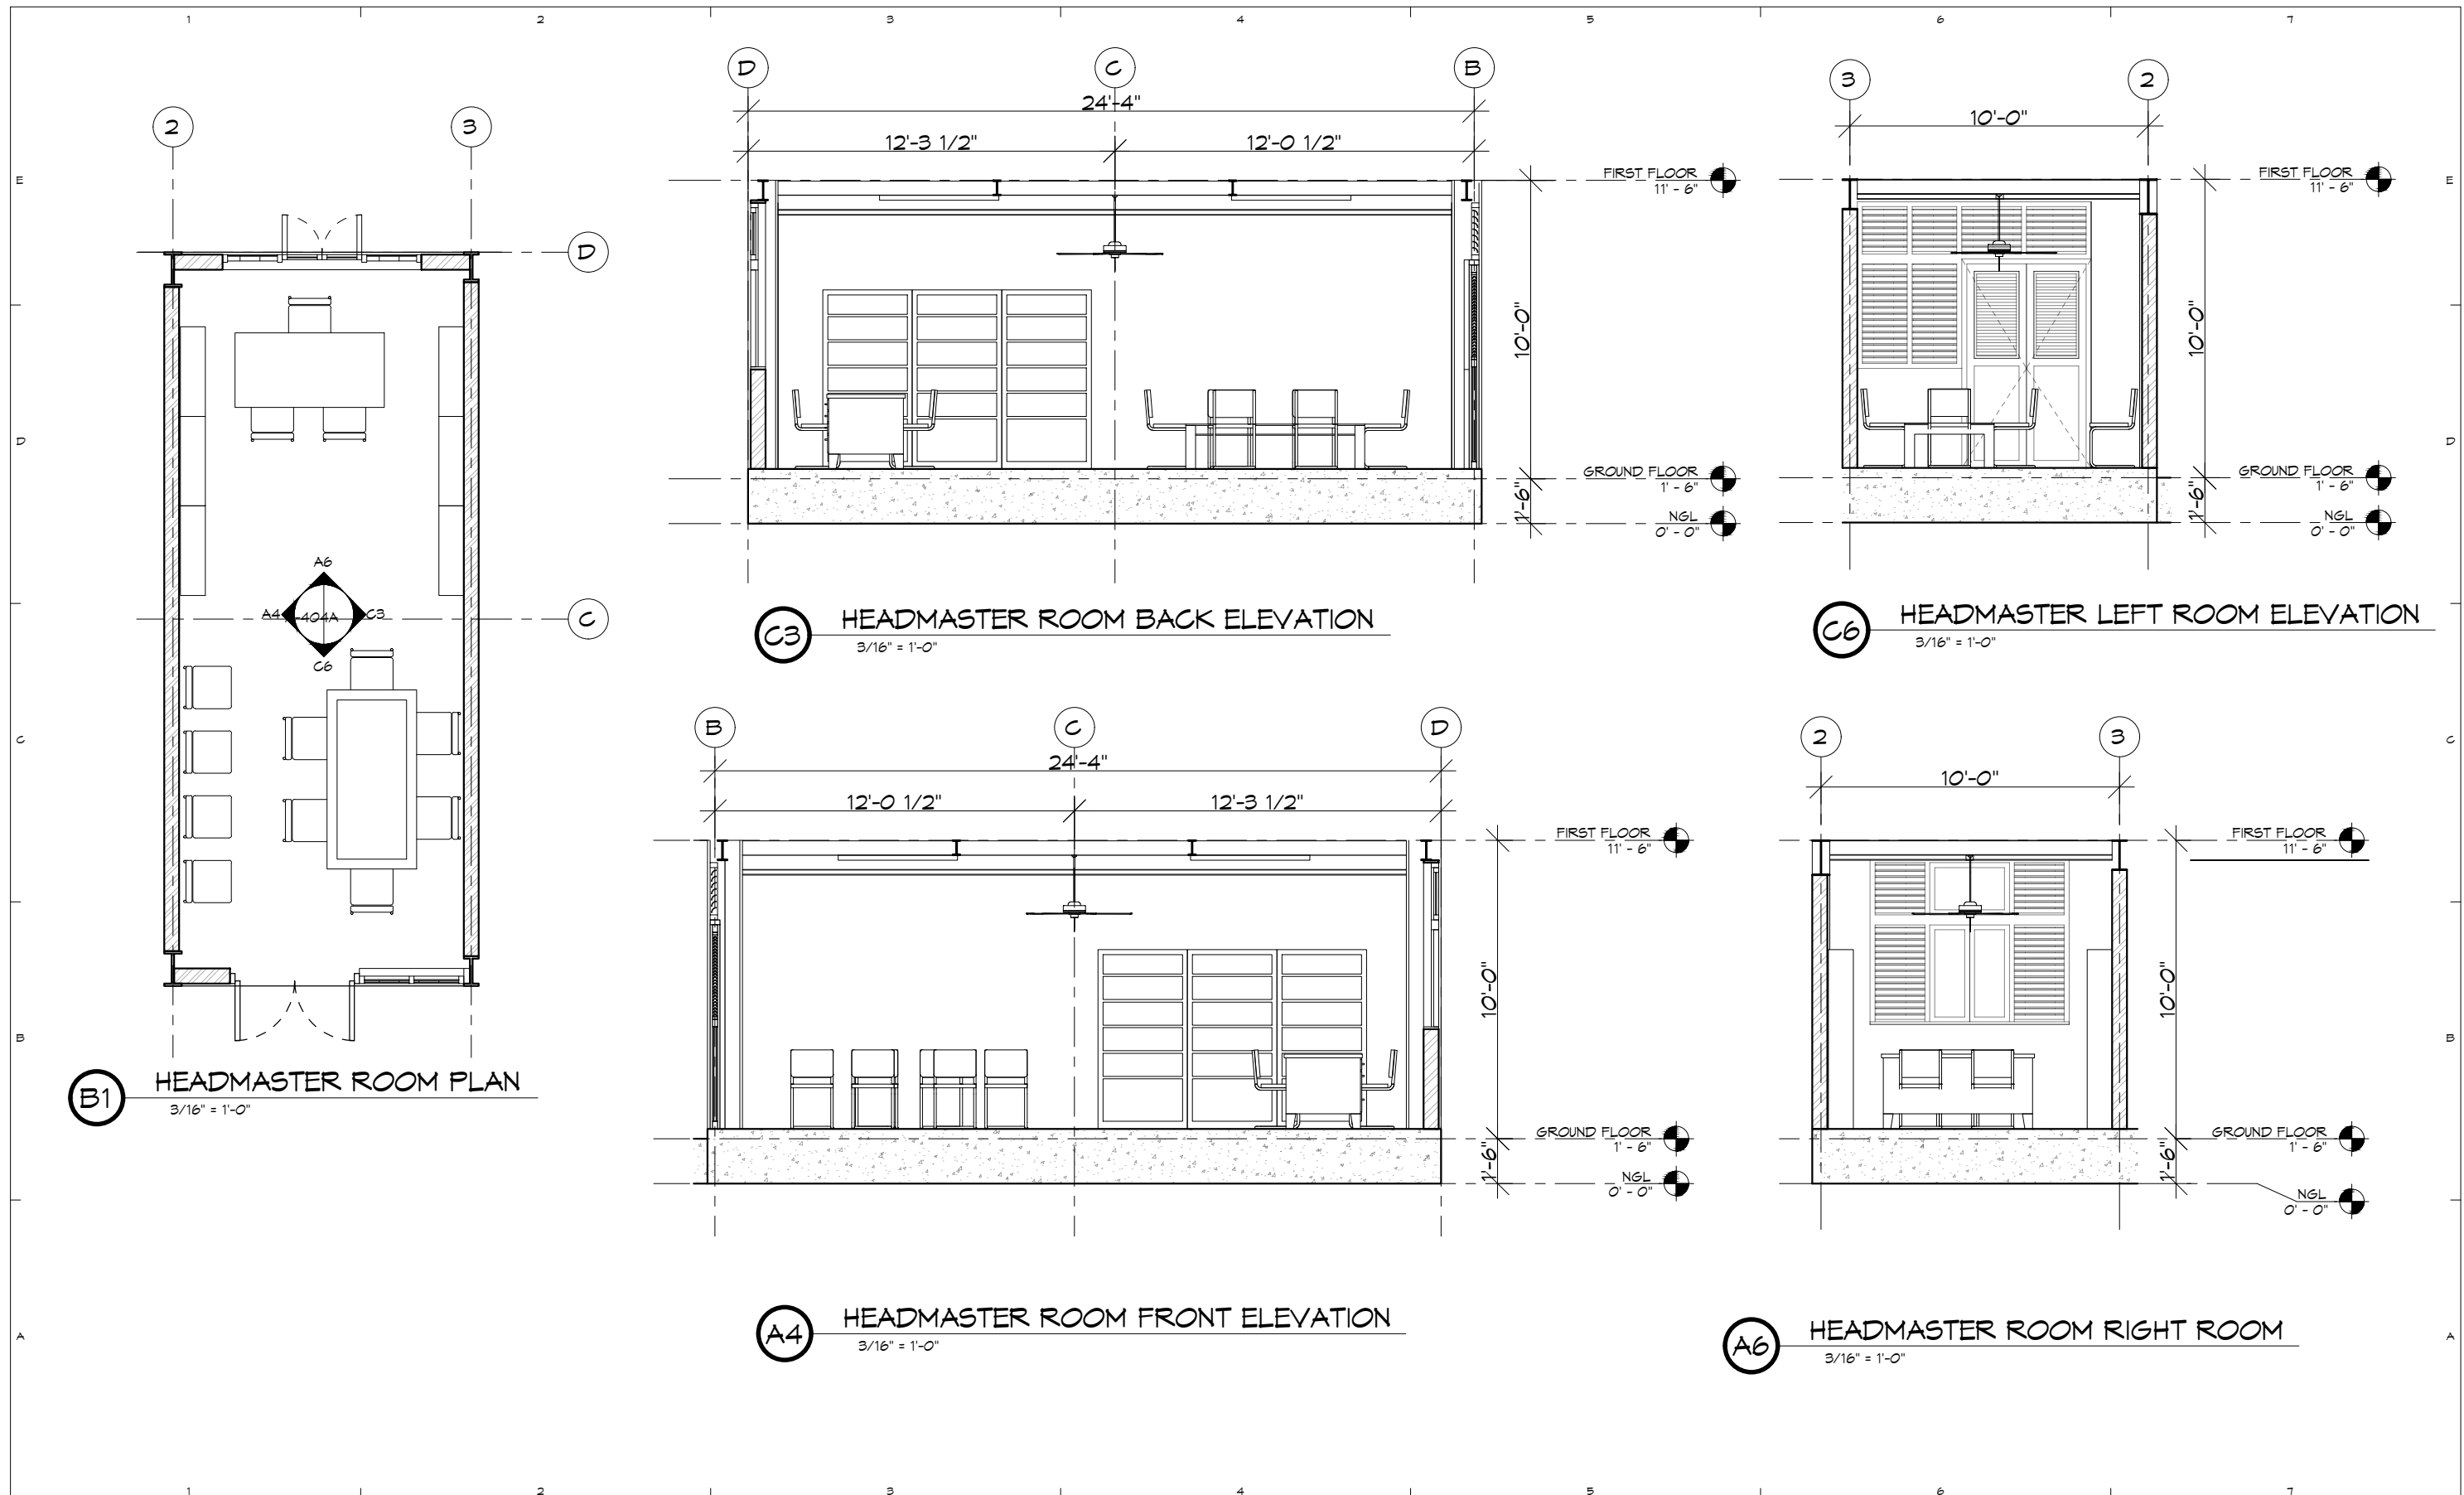 1 2 3 4 5 6 7
E
D
C
B
A
2 3
D
C
A6
A4 -404A C3
C6
B1 HEADMASTER ROOM PLAN
3/16" = 1'-0"
D C B
24'-4"
12'-3 1/2" 12'-0 1/2"
FIRST FLOOR
11' - 6"
10'-0"
GROUND FLOOR
1' - 6"
1'-6"
NGL
0' - 0"
C3 HEADMASTER ROOM BACK ELEVATION
3/16" = 1'-0"
3 2
10'-0"
FIRST FLOOR
11' - 6"
10'-0"
GROUND FLOOR
1' - 6"
1'-6"
NGL
0' - 0"
C6 HEADMASTER LEFT ROOM ELEVATION
3/16" = 1'-0"
B C D
24'-4"
12'-0 1/2" 12'-3 1/2"
FIRST FLOOR
11' - 6"
10'-0"
GROUND FLOOR
1' - 6"
1'-6"
NGL
0' - 0"
A4 HEADMASTER ROOM FRONT ELEVATION
3/16" = 1'-0"
2 3
10'-0"
FIRST FLOOR
11' - 6"
10'-0"
GROUND FLOOR
1' - 6"
1'-6"
NGL
0' - 0"
A6 HEADMASTER ROOM RIGHT ROOM
3/16" = 1'-0"
E
D
C
B
A
1 2 3 4 5 6 7